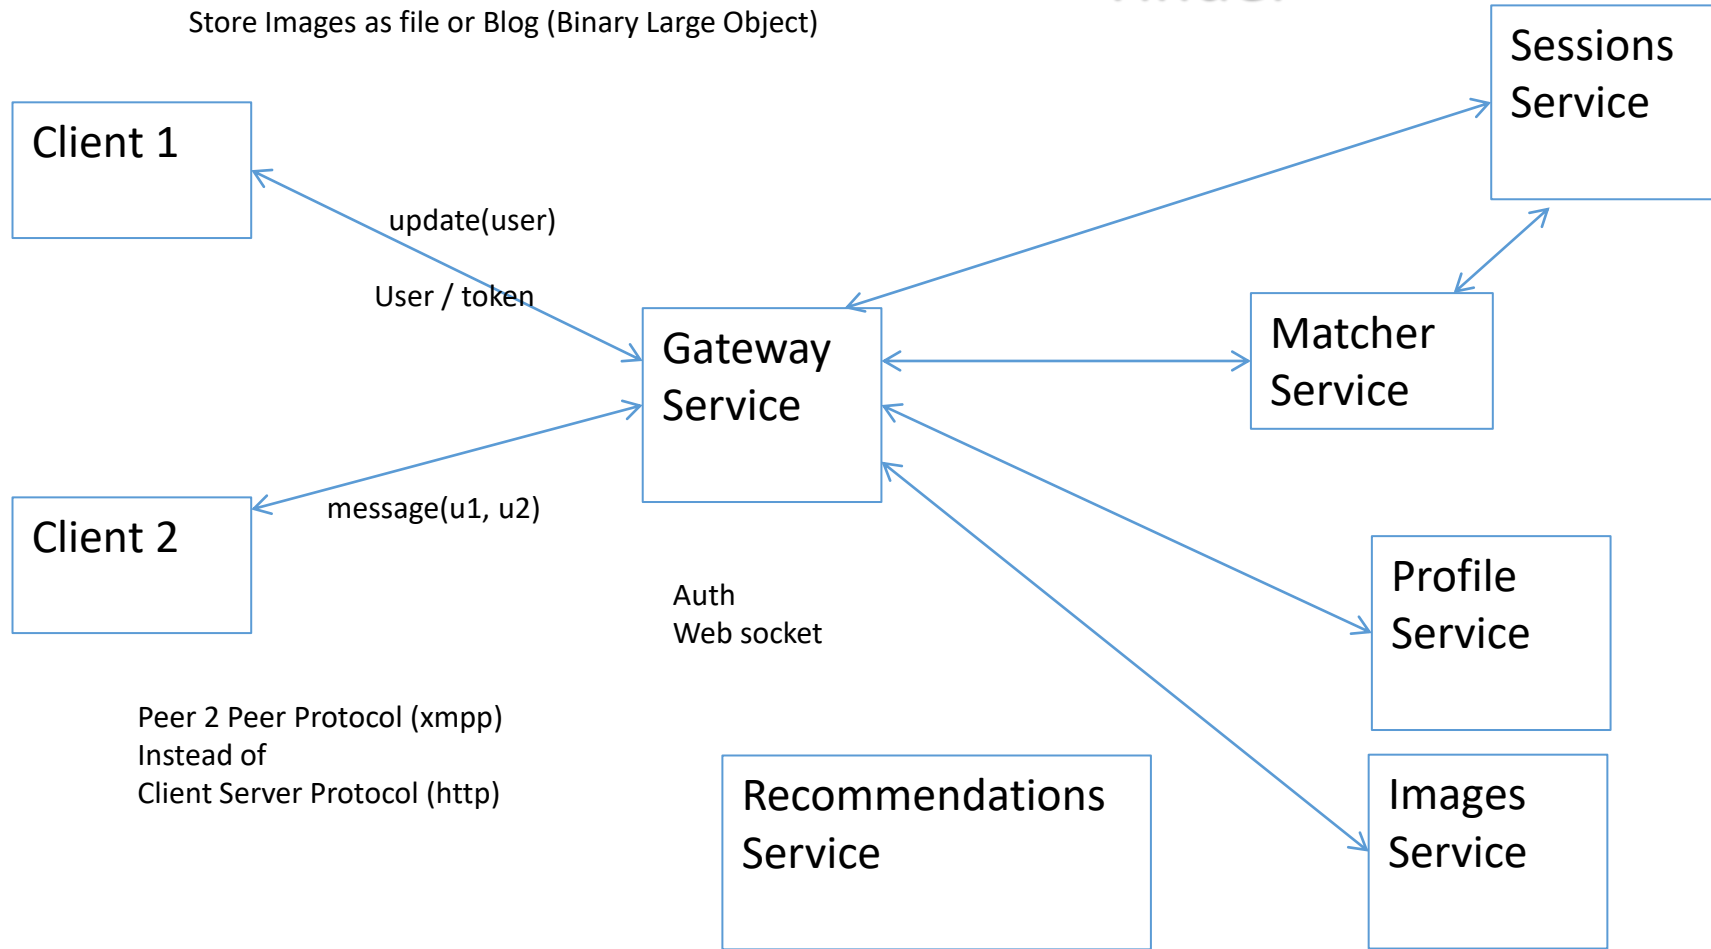 Store Images as file or Blog (Binary Large Object)
Sessions
Service
Client 1
update(user)
User / token
Gateway
Service
Matcher
Service
Client 2
message(u1, u2)
Auth
Web socket
Profile
Service
Peer 2 Peer Protocol (xmpp)
Instead of
Client Server Protocol (http)
Recommendations
Service
Images
Service